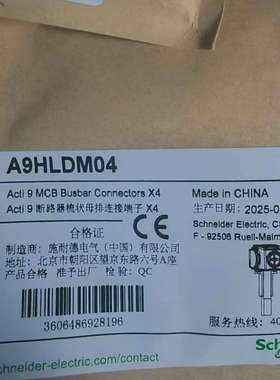 A9HLDM04
Acti 9 MCB Busbar Connectors X4
Acti 9 断路器梳状母排连接端子 X4
Made in CHINA
生产日期: 2025-0
合格证
制造商: 施耐德电气(中国)有限公司
地址: 北京市朝阳区望京东路六号A座
产品合格 准予出厂 检验: QC
Schneider Electric, C
F - 92506 Rueil-Malm
3606486928196
服务热线: 40
chneider-electric.com/contact
Sch